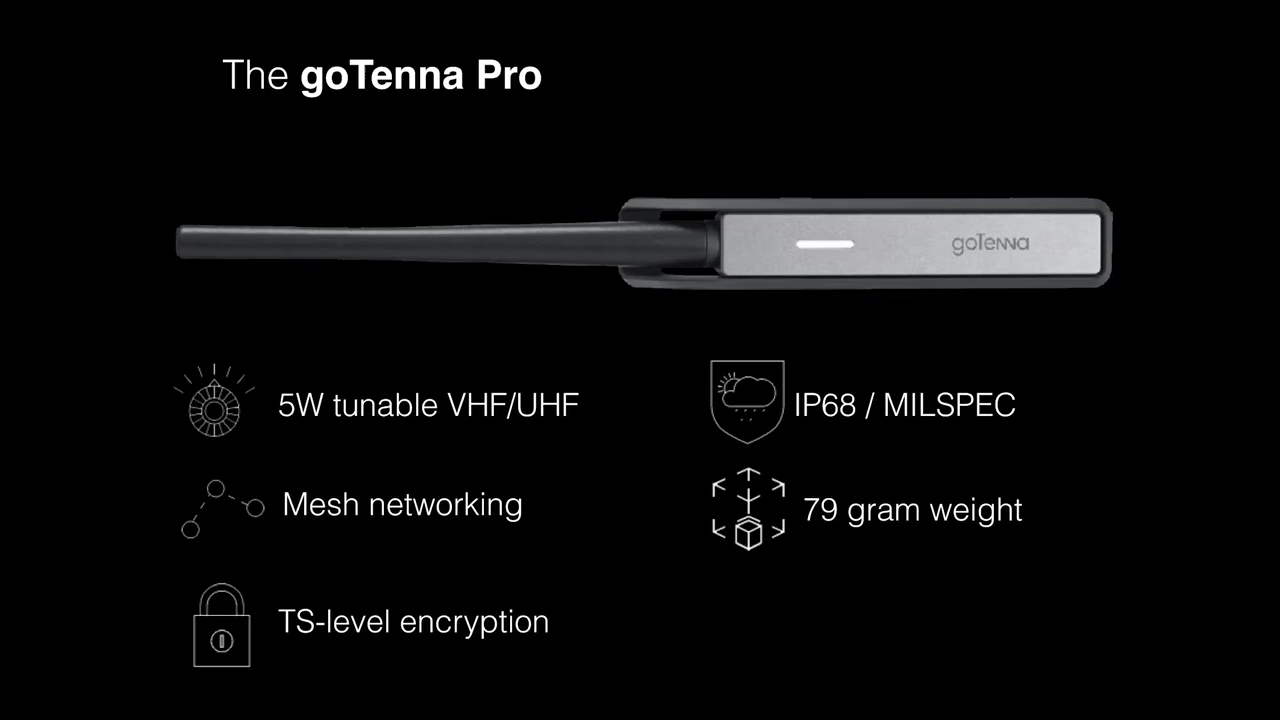 The goTenna Pro
goTenna
5W tunable VHF/UHF
IP68 / MILSPEC
Mesh networking
79 gram weight
TS-level encryption